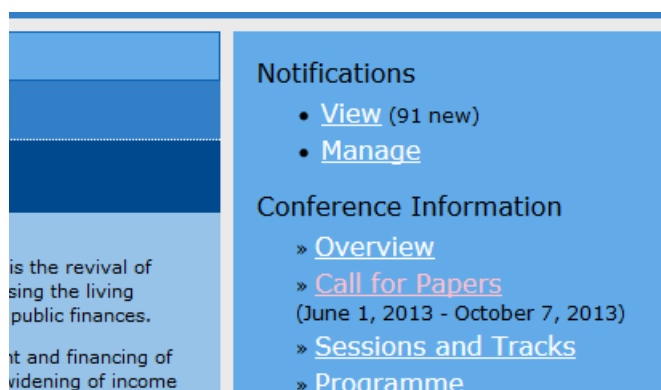 Notifications
• View (91 new)
• Manage
Conference Information
» Overview
» Call for Papers
(June 1, 2013 - October 7, 2013)
» Sessions and Tracks
» Programme
is the revival of
sing the living
public finances.
nt and financing of
widening of income